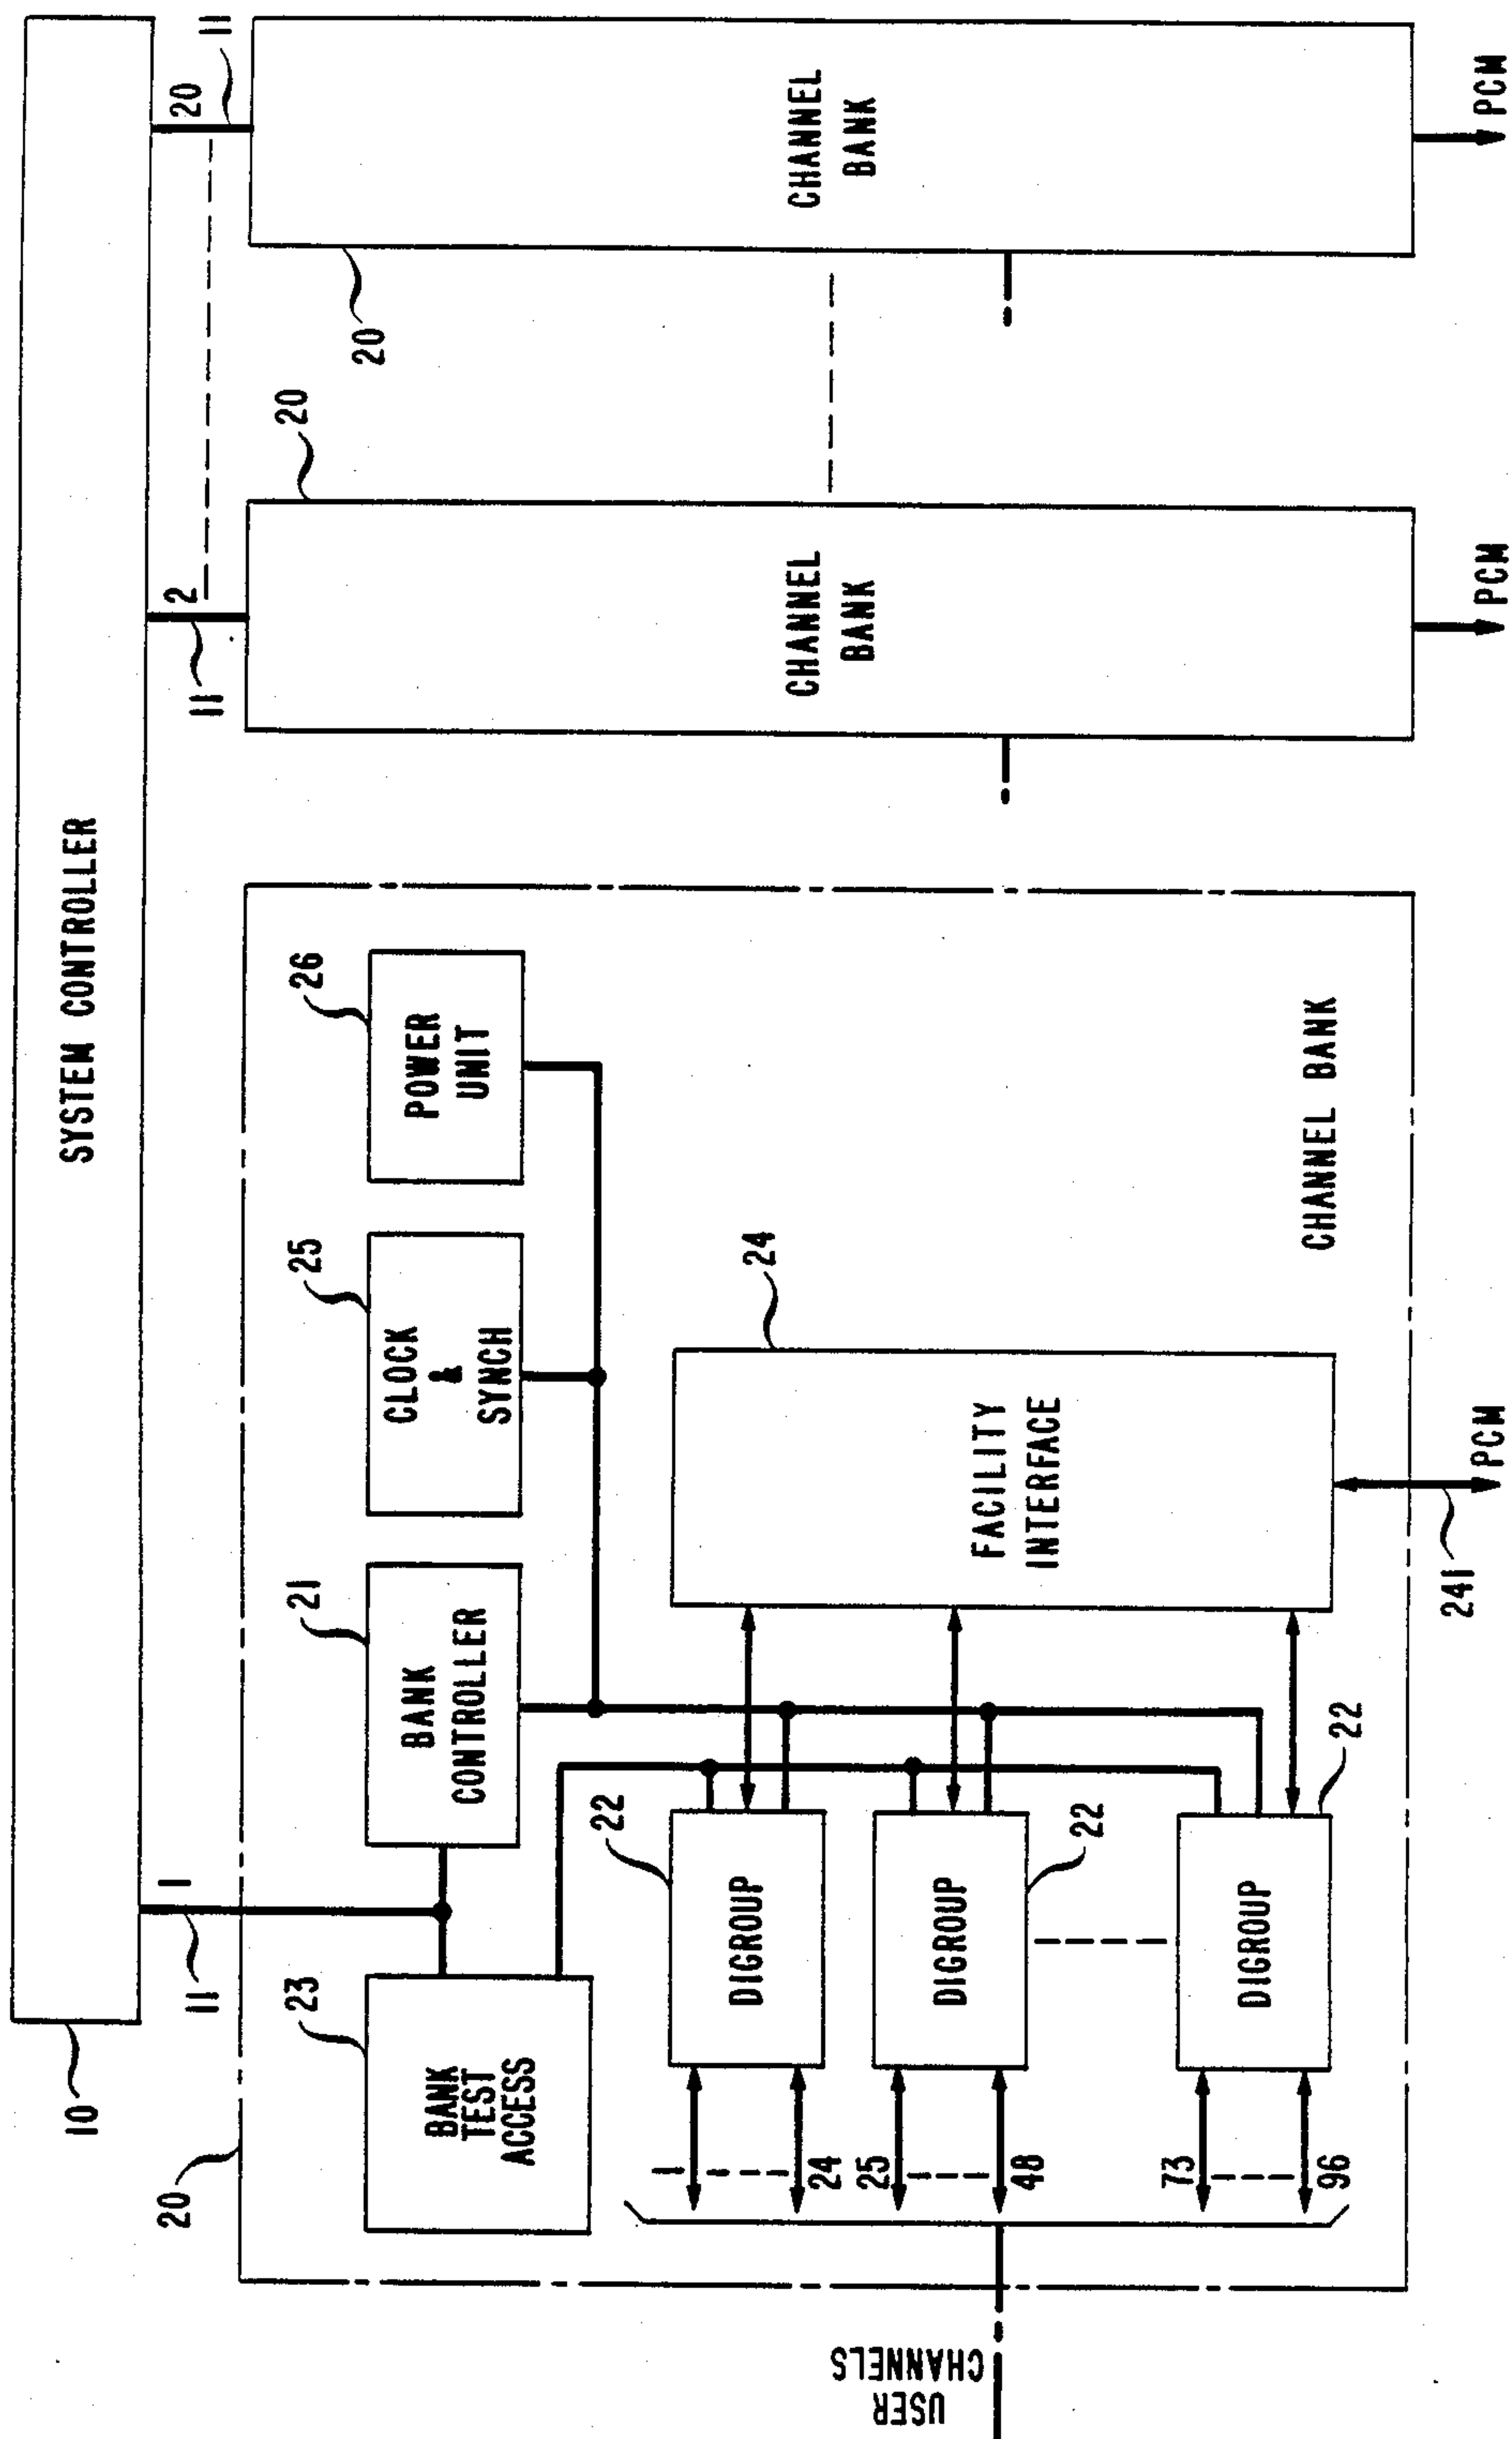 SYSTEM CONTROLLER
10
11
1
11
2
11
20
20
20
20
CHANNEL
BANK
CHANNEL
BANK
BANK
TEST
ACCESS
23
BANK
CONTROLLER
21
CLOCK
&
SYNCH
25
POWER
UNIT
26
DIGROUP
22
DIGROUP
22
DIGROUP
22
FACILITY
INTERFACE
24
1
24
25
48
73
96
USER
CHANNELS
CHANNEL BANK
241
PCM
PCM
PCM